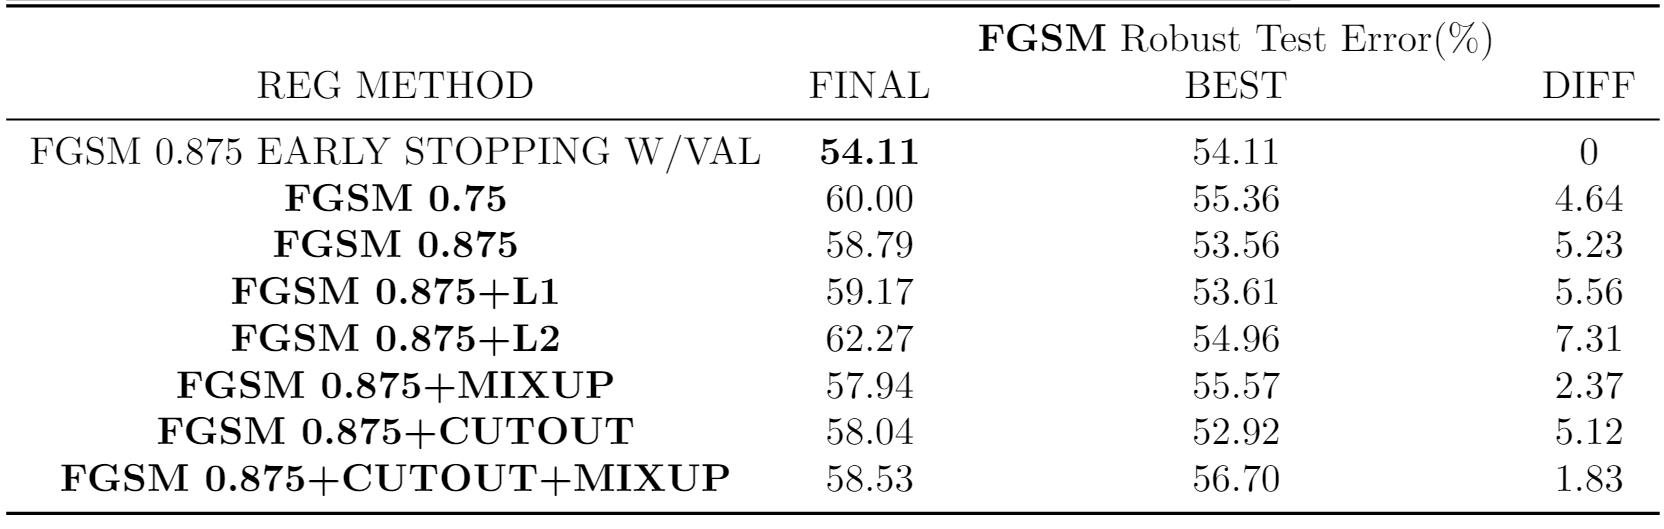 FGSM Robust Test Error(%)
REG METHOD FINAL BEST DIFF
FGSM 0.875 EARLY STOPPING W/VAL 54.11 54.11 0
FGSM 0.75 60.00 55.36 4.64
FGSM 0.875 58.79 53.56 5.23
FGSM 0.875+L1 59.17 53.61 5.56
FGSM 0.875+L2 62.27 54.96 7.31
FGSM 0.875+MIXUP 57.94 55.57 2.37
FGSM 0.875+CUTOUT 58.04 52.92 5.12
FGSM 0.875+CUTOUT+MIXUP 58.53 56.70 1.83